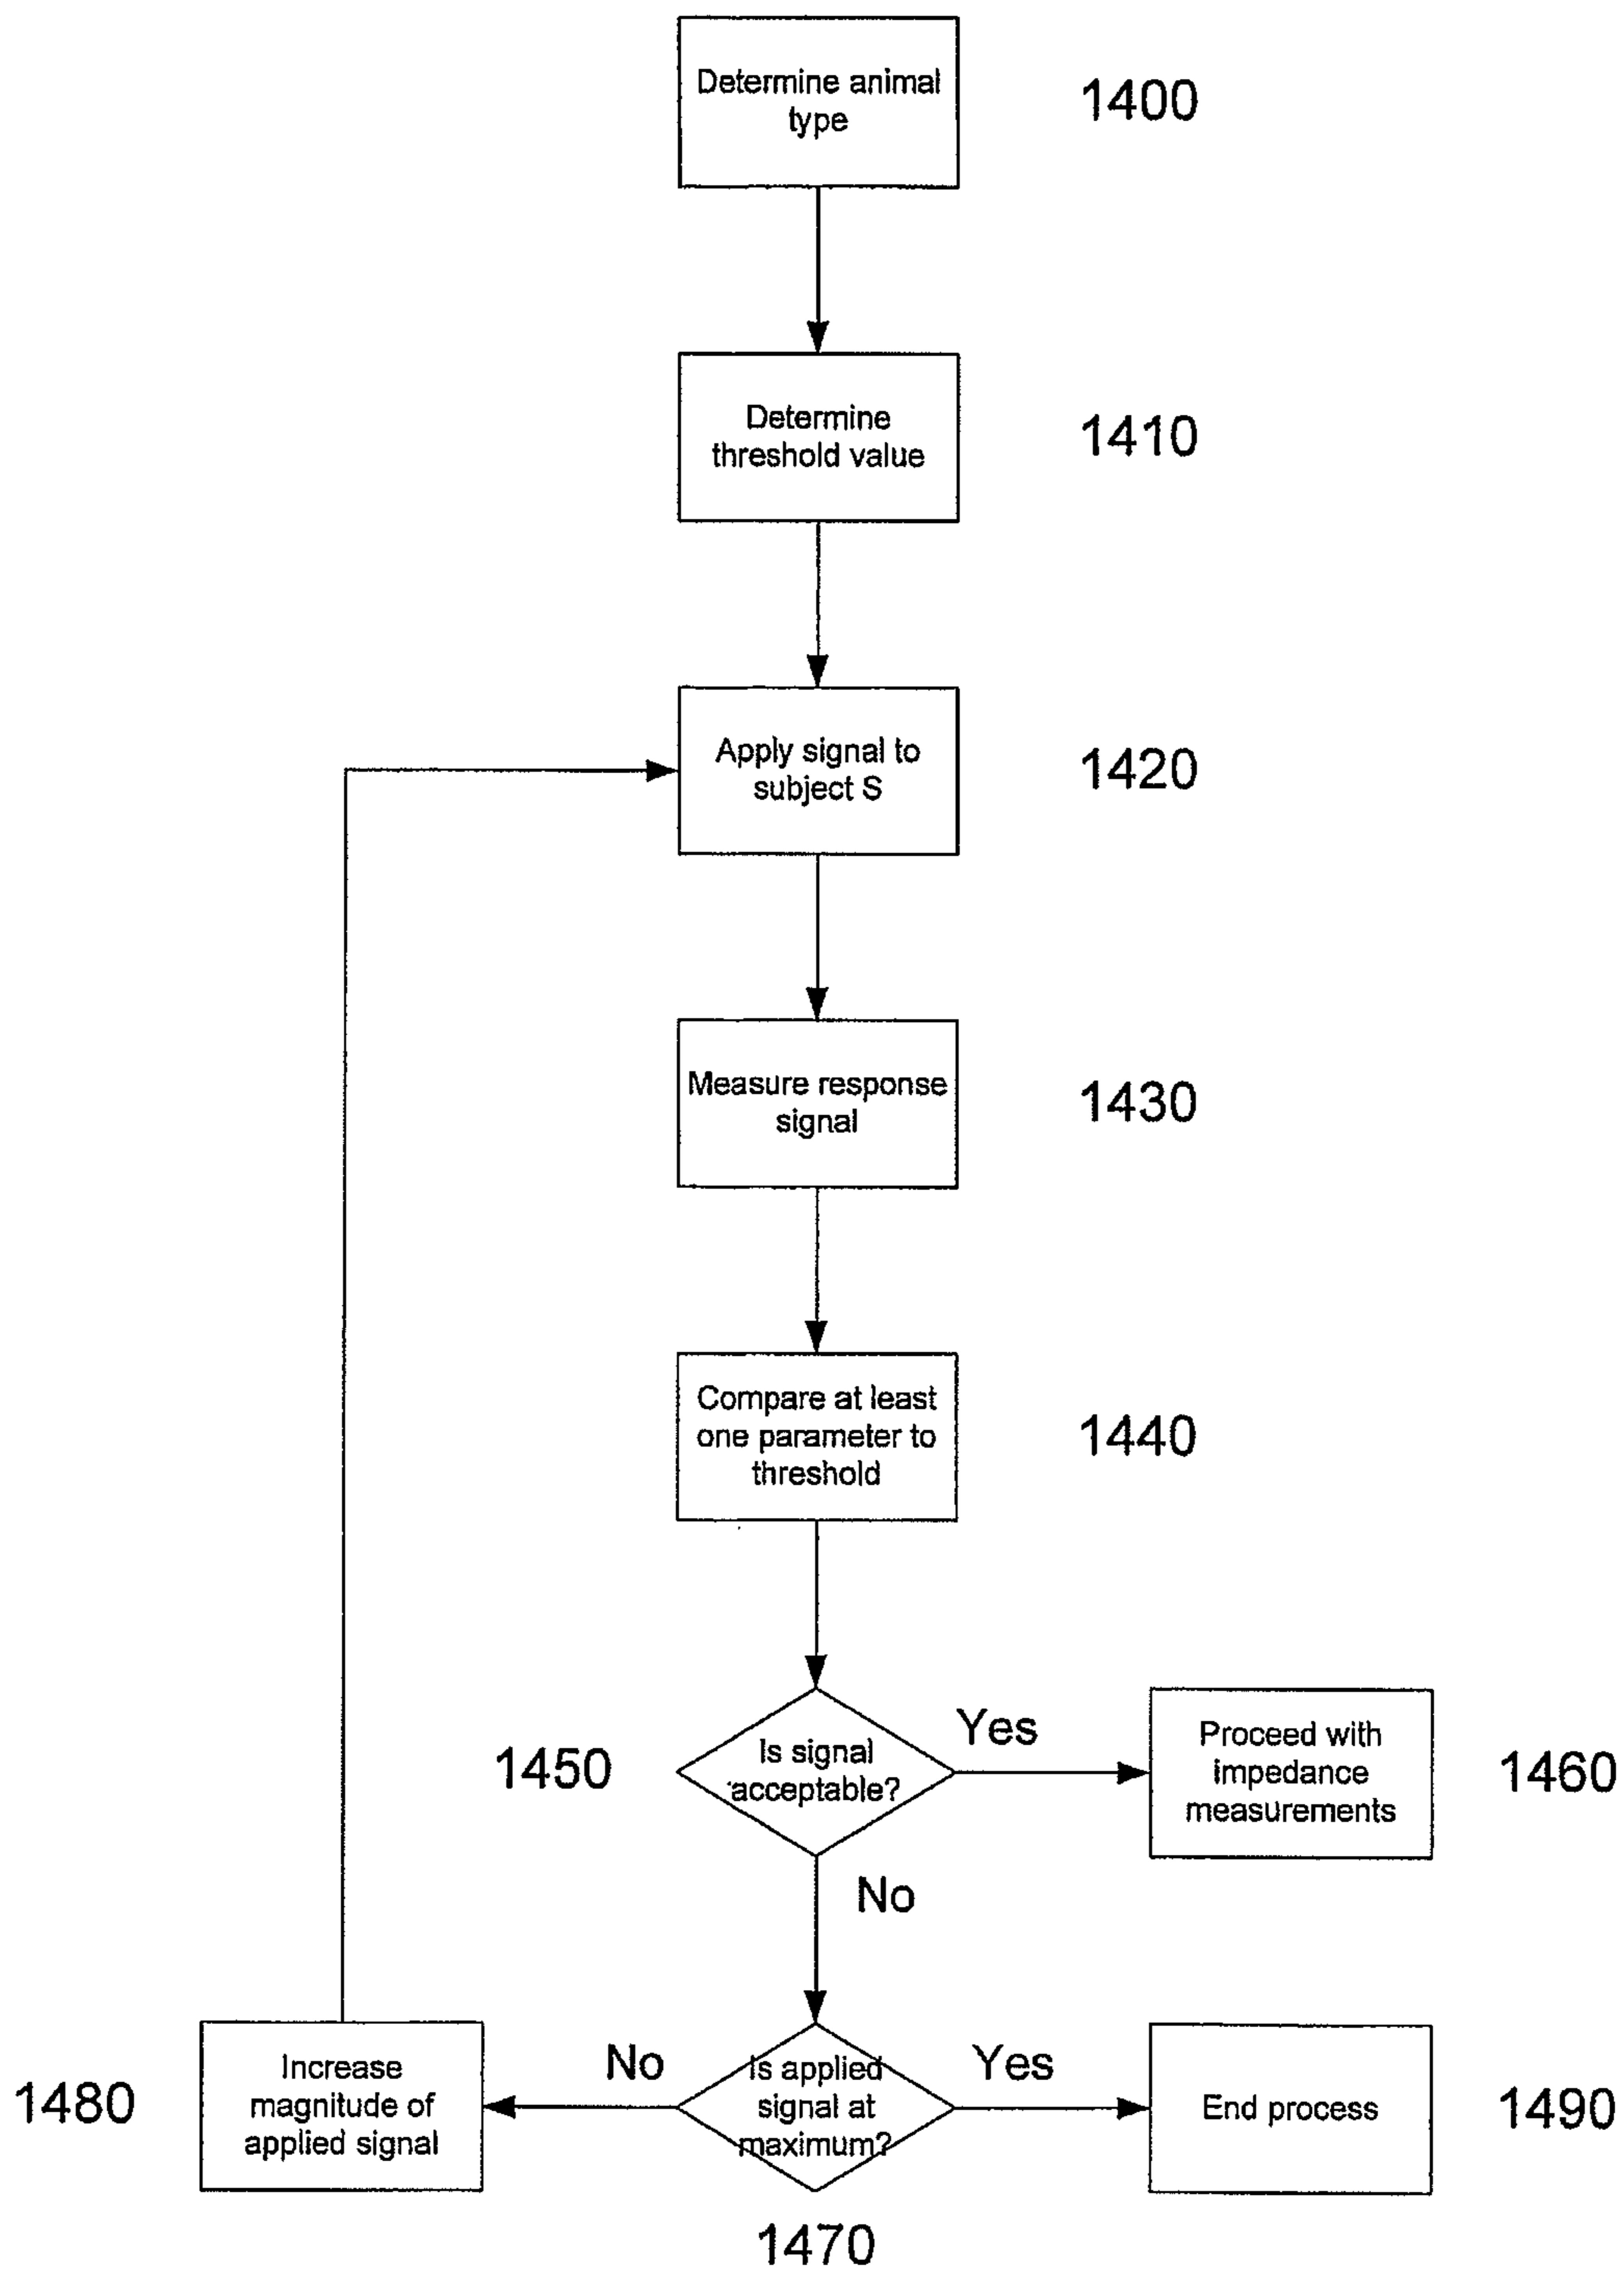 Determine animal
type
1400
Determine
threshold value
1410
Apply signal to
subject S
1420
Measure response
signal
1430
Compare at least
one parameter to
threshold
1440
1450
Is signal
acceptable?
Yes
Proceed with
impedance
measurements
1460
No
1480
Increase
magnitude of
applied signal
No
Is applied
signal at
maximum?
Yes
End process
1490
1470